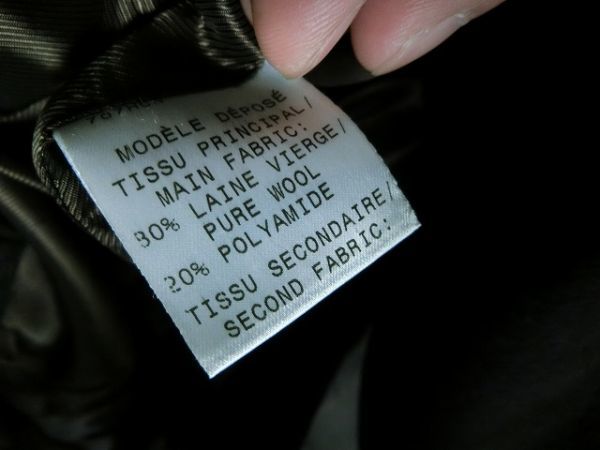 MODÈLE DÉPOSÉ
TISSU PRINCIPAL/
MAIN FABRIC:
80% LAINE VIERGE/
PURE WOOL
20% POLYAMIDE
TISSU SECONDAIRE/
SECOND FABRIC: